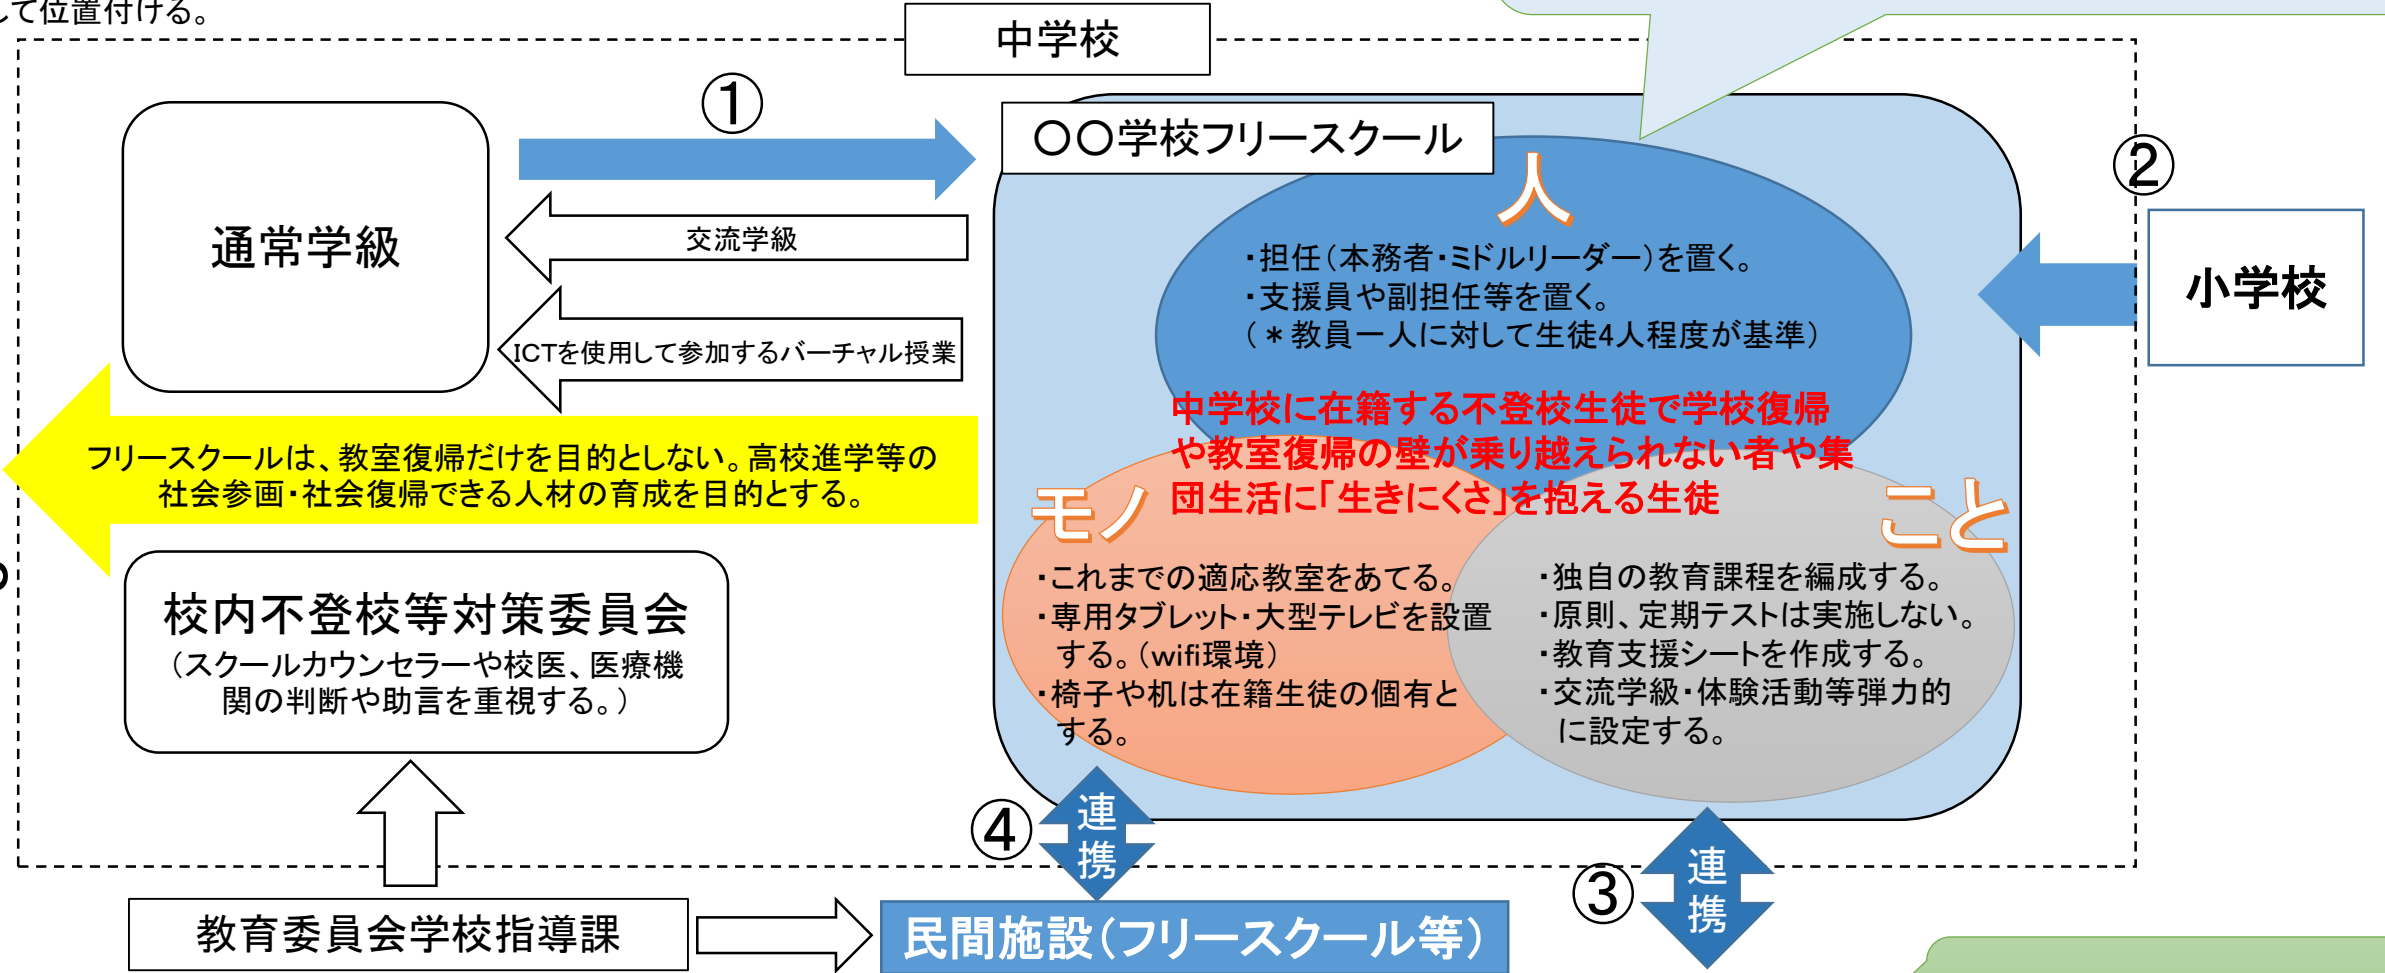 して位置付ける。
中学校
①
〇〇学校フリースクール
人
②
通常学級
交流学級
ICTを使用して参加するバーチャル授業
・担任（本務者・ミドルリーダー）を置く。
・支援員や副担任等を置く。
（＊教員一人に対して生徒4人程度が基準）
小学校
中学校に在籍する不登校生徒で学校復帰
や教室復帰の壁が乗り越えられない者や集
団生活に「生きにくさ」を抱える生徒
フリースクールは、教室復帰だけを目的としない。高校進学等の
社会参画・社会復帰できる人材の育成を目的とする。
モノ
・これまでの適応教室をあてる。
・専用タブレット・大型テレビを設置
する。（wifi環境）
・椅子や机は在籍生徒の個有と
する。
こと
・独自の教育課程を編成する。
・原則、定期テストは実施しない。
・教育支援シートを作成する。
・交流学級・体験活動等弾力的
に設定する。
校内不登校等対策委員会
（スクールカウンセラーや校医、医療機
関の判断や助言を重視する。）
④
連
携
③
連
携
教育委員会学校指導課
民間施設（フリースクール等）